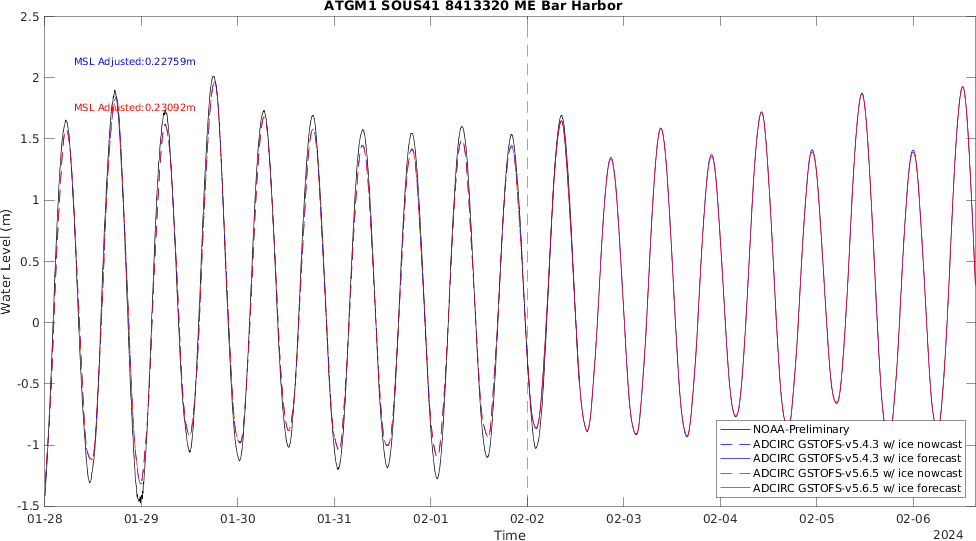 ATGM1 SOUS41 8413320 ME Bar Harbor
2.5
MSL Adjusted:0.22759m
2
MSL Adjusted:0.23092m
1.5
1
0.5
Water Level (m)
0
-0.5
-1
-1.5
NOAA-Preliminary
ADCIRC GSTOFS-v5.4.3 w/ ice nowcast
ADCIRC GSTOFS-v5.4.3 w/ ice forecast
ADCIRC GSTOFS-v5.6.5 w/ ice nowcast
ADCIRC GSTOFS-v5.6.5 w/ ice forecast
01-28 01-29 01-30 01-31 02-01 02-02 02-03 02-04 02-05 02-06
Time
2024